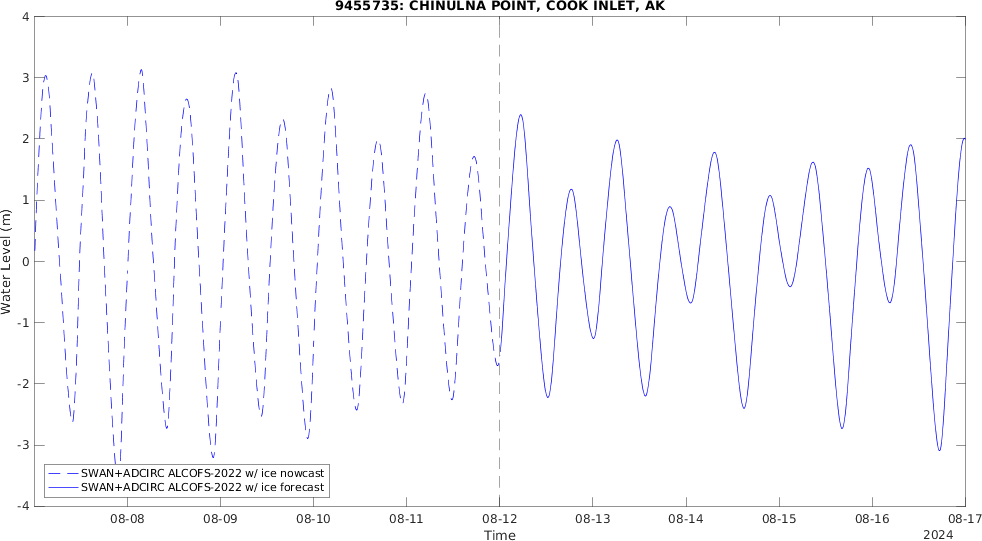 9455735: CHINULNA POINT, COOK INLET, AK
4
3
2
1
0
-1
-2
-3
-4
Water Level (m)
SWAN+ADCIRC ALCOFS-2022 w/ ice nowcast
SWAN+ADCIRC ALCOFS-2022 w/ ice forecast
08-08 08-09 08-10 08-11 08-12 08-13 08-14 08-15 08-16 08-17
Time
2024